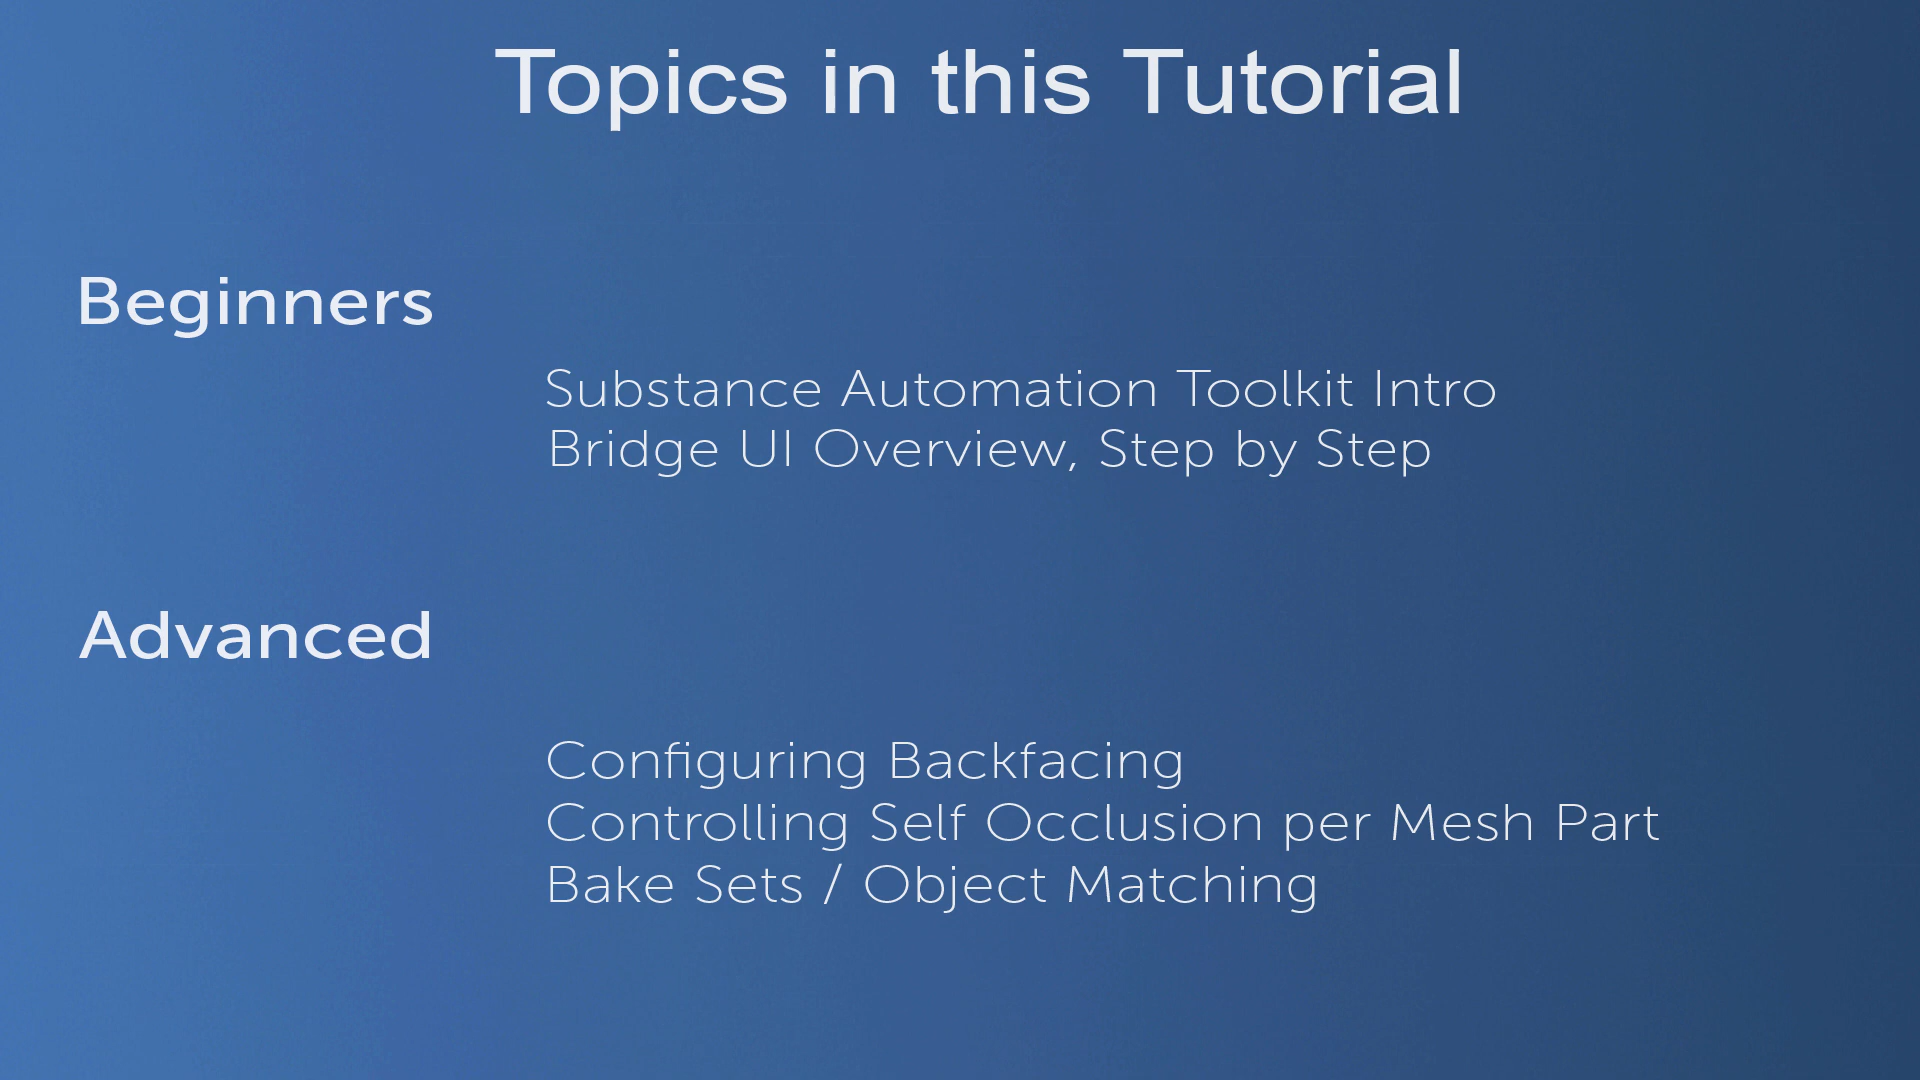 Topics in this Tutorial
Beginners
Substance Automation Toolkit Intro
Bridge UI Overview, Step by Step
Advanced
Configuring Backfacing
Controlling Self Occlusion per Mesh Part
Bake Sets / Object Matching